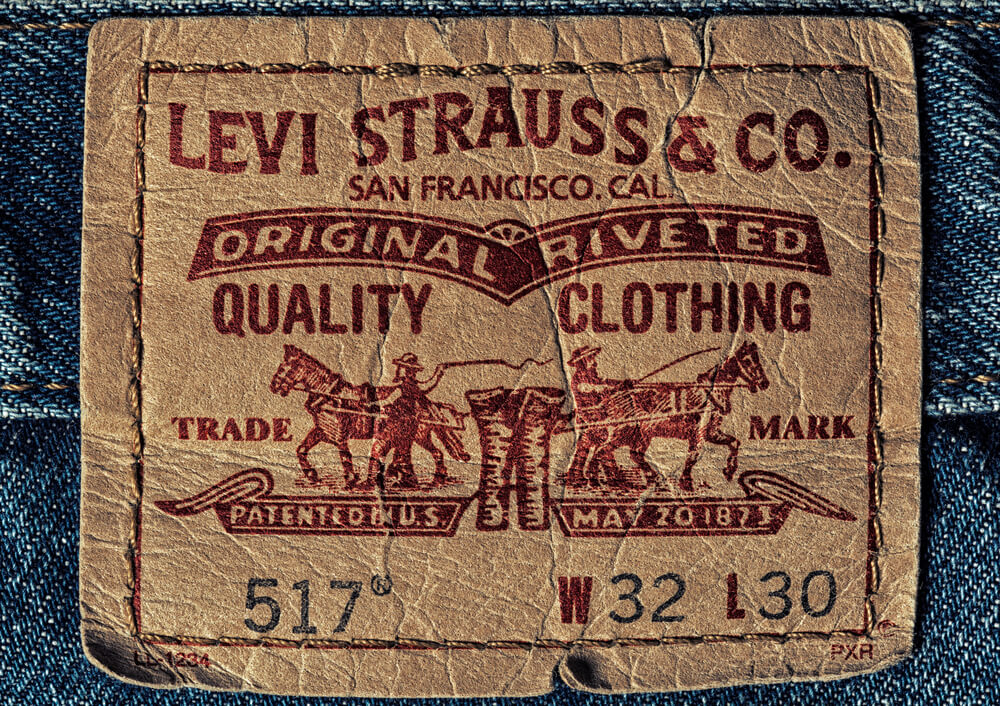 LEVI STRAUSS & CO.
SAN FRANCISCO. CAL.
ORIGINAL RIVETED
QUALITY CLOTHING
TRADE MARK
PATENTED IN U.S. MAY 20 1873
517® W 32 L 30
PXR